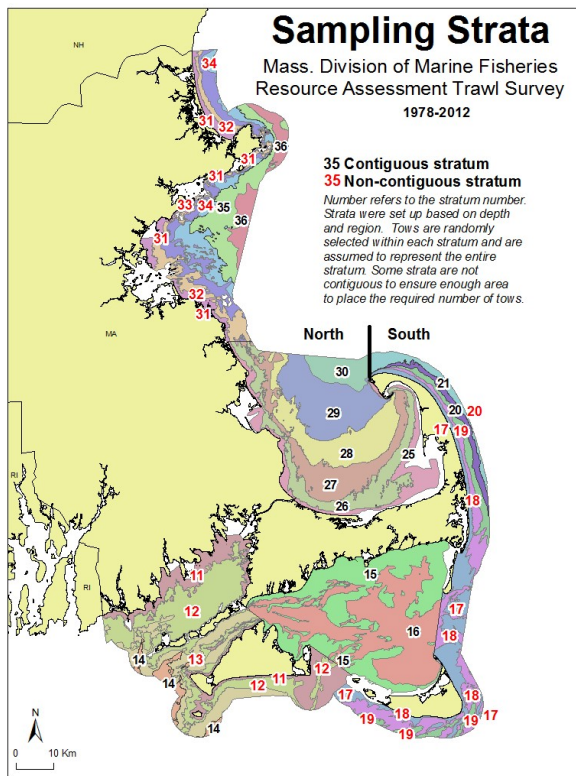 Sampling Strata
Mass. Division of Marine Fisheries
Resource Assessment Trawl Survey
1978-2012
NH
34
31
32
31
36
31
35 Contiguous stratum
35 Non-contiguous stratum
Number refers to the stratum number.
Strata were set up based on depth
and region. Tows are randomly
selected within each stratum and are
assumed to represent the entire
stratum. Some strata are not
contiguous to ensure enough area
to place the required number of tows.
33 34 35
36
31
32
31
MA
North South
30
21
29
20 20
17 19
28
25
27
26
18
RI
RI
11
15
12
17
16
18
14
13
15
14
11
12
12
17
18
18
17
19
19
19
14
N
0 10 Km